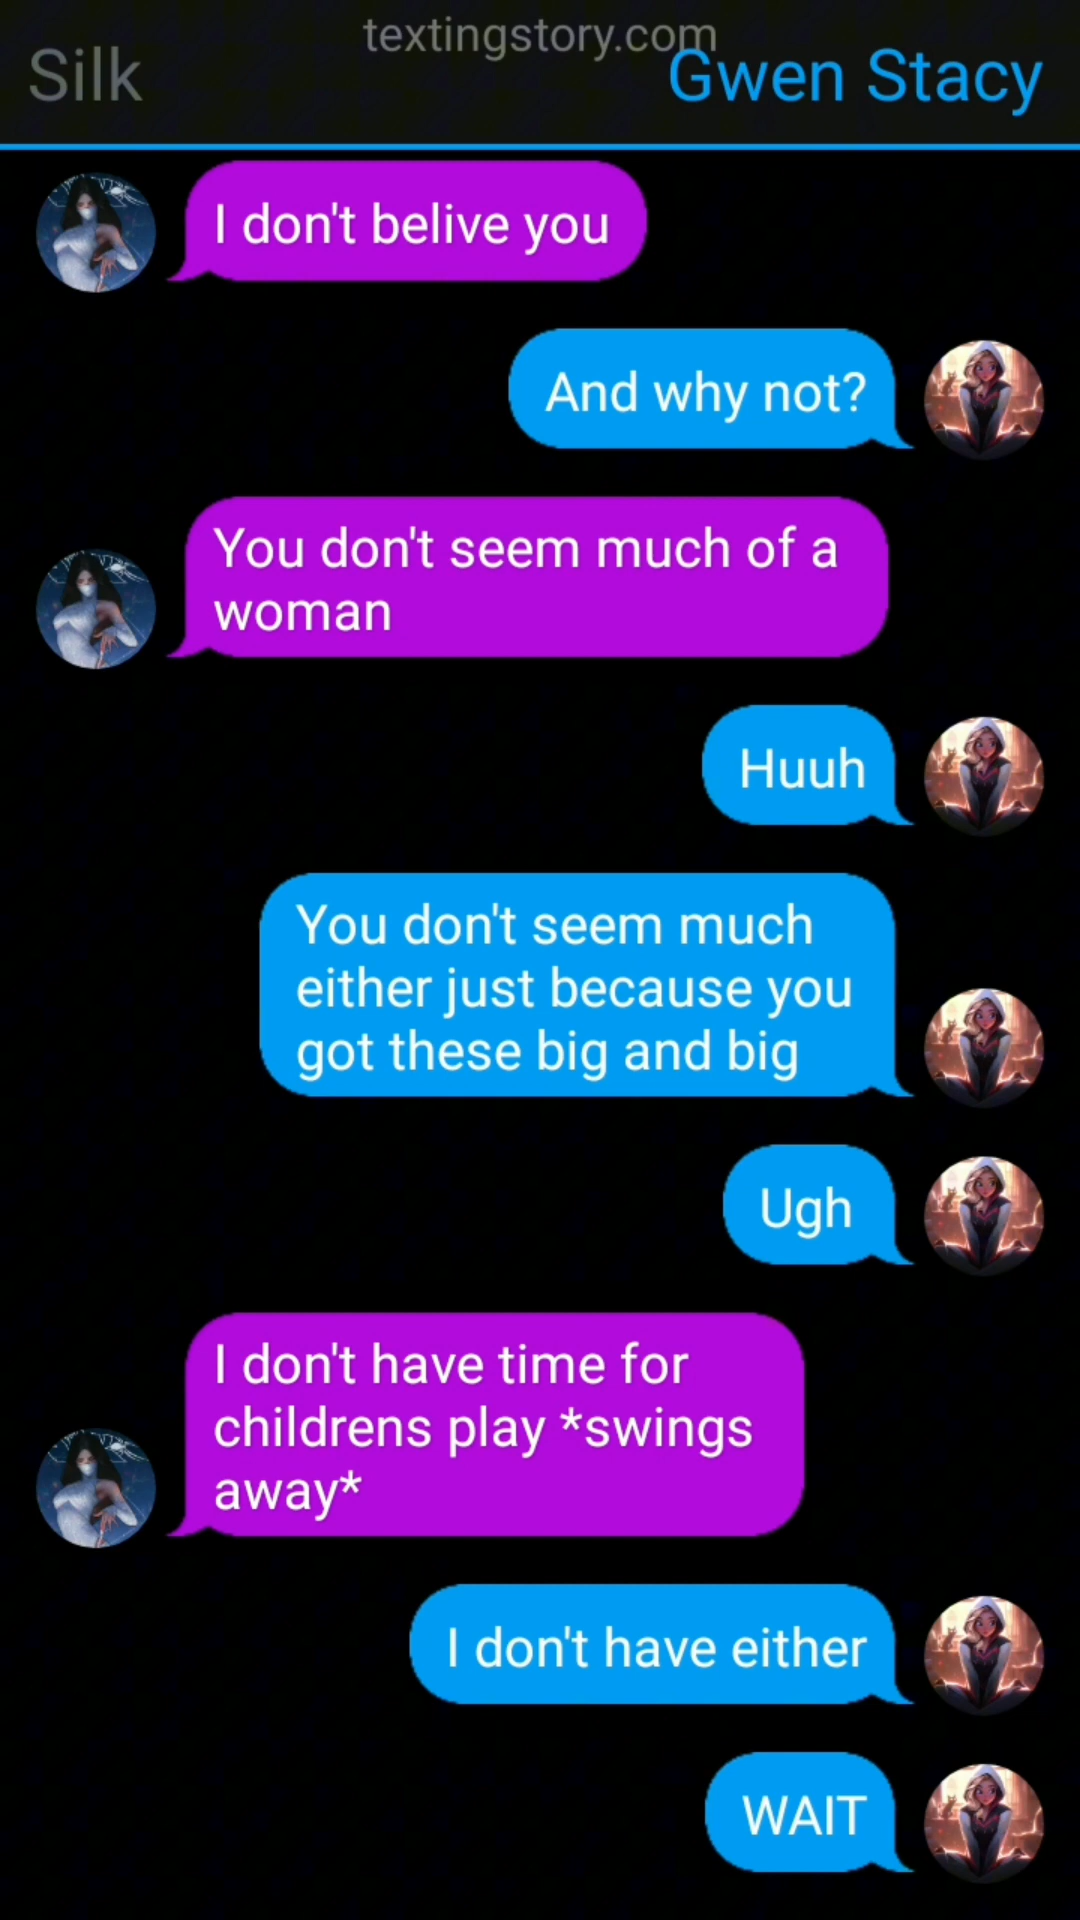 textingstory.com
Silk
Gwen Stacy
I don't belive you
And why not?
You don't seem much of a
woman
Huuh
You don't seem much
either just because you
got these big and big
Ugh
I don't have time for
childrens play *swings
away*
I don't have either
WAIT